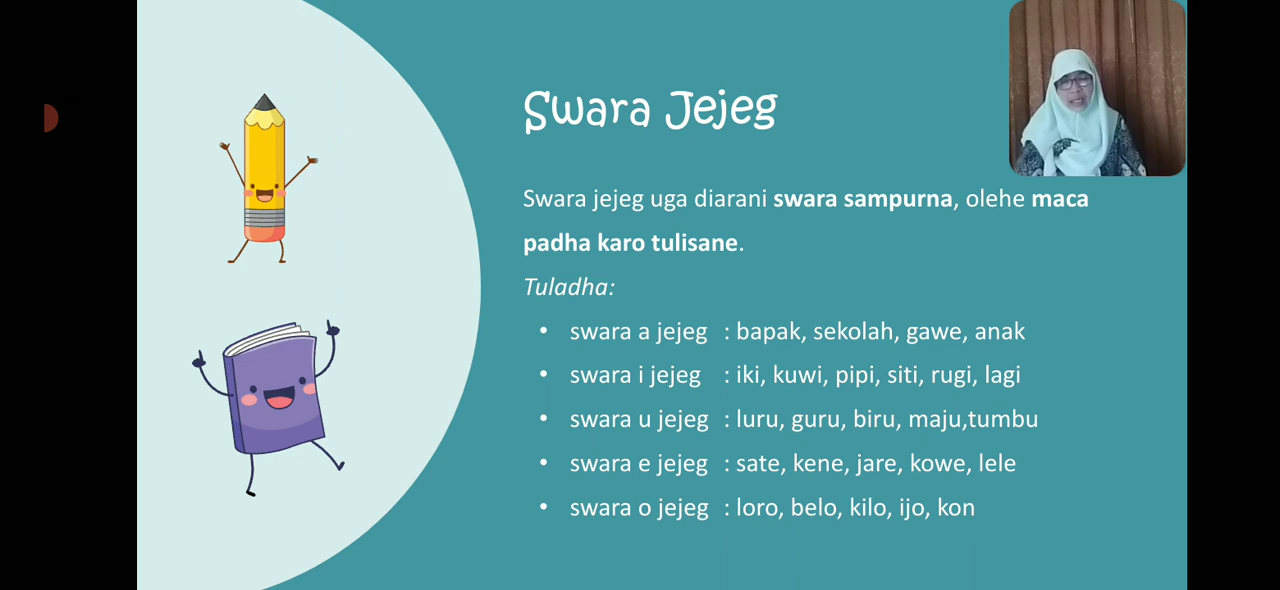 Swara Jejeg
Swara jejeg uga diarani swara sampurna, olehe maca
padha karo tulisane.
Tuladha:
• swara a jejeg : bapak, sekolah, gawe, anak
• swara i jejeg : iki, kuwi, pipi, siti, rugi, lagi
• swara u jejeg : luru, guru, biru, maju,tumbu
• swara e jejeg : sate, kene, jare, kowe, lele
• swara o jejeg : loro, belo, kilo, ijo, kon